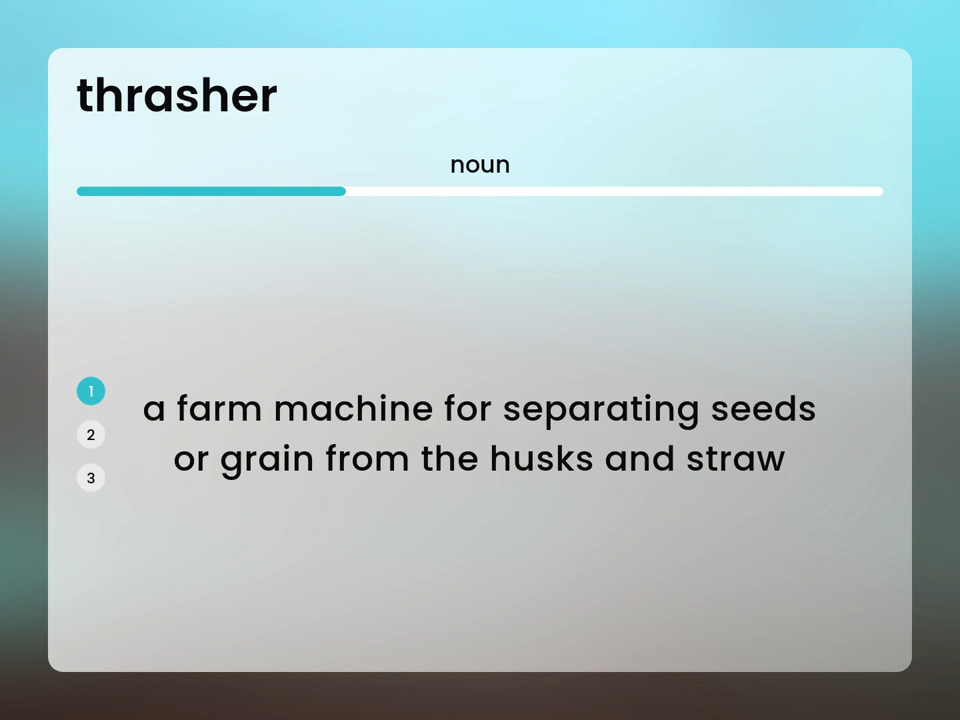 thrasher
noun
1
2
3
a farm machine for separating seeds
or grain from the husks and straw